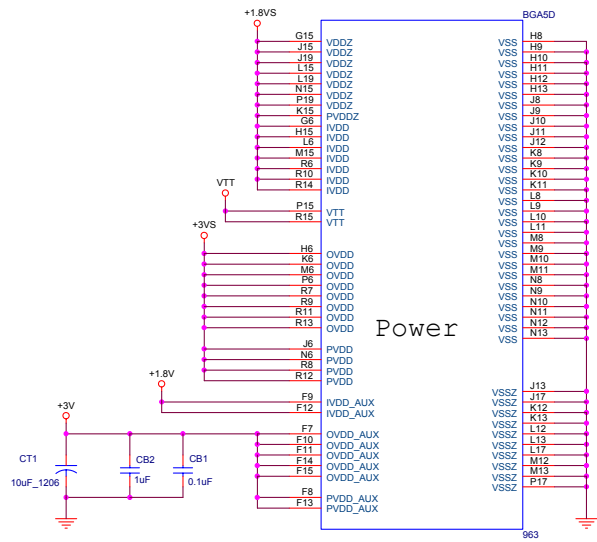 +1.8VS
BGA5D
G15 VDDZ VSS H8
J15 VDDZ VSS H9
J19 VDDZ VSS H10
L15 VDDZ VSS H11
L19 VDDZ VSS H12
N15 VDDZ VSS H13
P19 VDDZ VSS J8
K15 PVDDZ VSS J9
G6 IVDD VSS J10
H15 IVDD VSS J11
L6 IVDD VSS J12
M15 IVDD VSS K8
R6 IVDD VSS K9
R10 IVDD VSS K10
R14 IVDD VSS K11
VTT
VSS L8
P15 VTT VSS L9
R15 VTT VSS L10
+3VS
VSS L11
VSS M8
H6 OVDD VSS M9
K6 OVDD VSS M10
M6 OVDD VSS M11
P6 OVDD VSS N8
R7 OVDD VSS N9
R9 OVDD VSS N10
R11 OVDD VSS N11
R13 OVDD VSS N12
VSS N13
Power
J6 PVDD
N6 PVDD
R8 PVDD
R12 PVDD
+1.8V
VSSZ J13
F9 IVDD_AUX VSSZ J17
F12 IVDD_AUX VSSZ K12
+3V
VSSZ K13
F7 OVDD_AUX VSSZ L12
F10 OVDD_AUX VSSZ L13
F11 OVDD_AUX VSSZ L17
F14 OVDD_AUX VSSZ M12
F15 OVDD_AUX VSSZ M13
VSSZ P17
F8 PVDD_AUX
F13 PVDD_AUX
CT1
10uF_1206
CB2
1uF
CB1
0.1uF
963